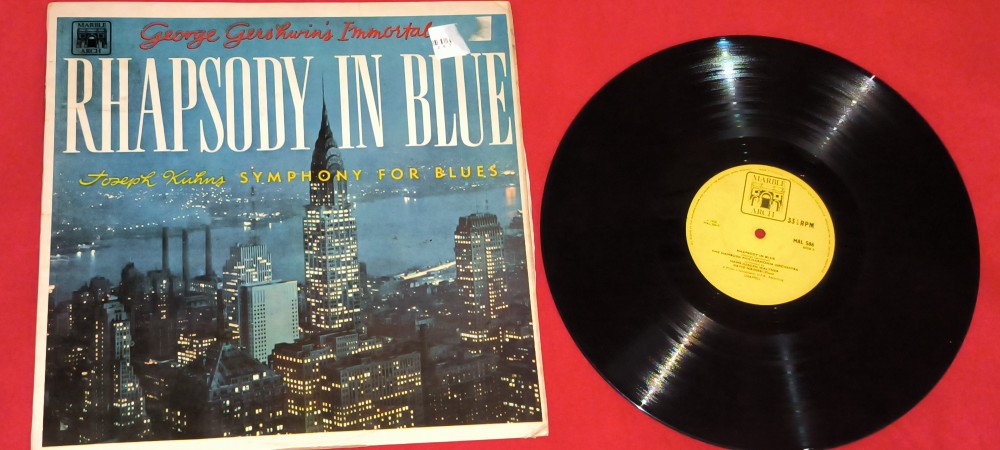 MARBLE
ARCH
George Gershwin's Immortal
RHAPSODY IN BLUE
Joseph Kuhns SYMPHONY FOR BLUES
MARBLE
ARCH
33⅓ RPM
MAL 586
RHAPSODY IN BLUE